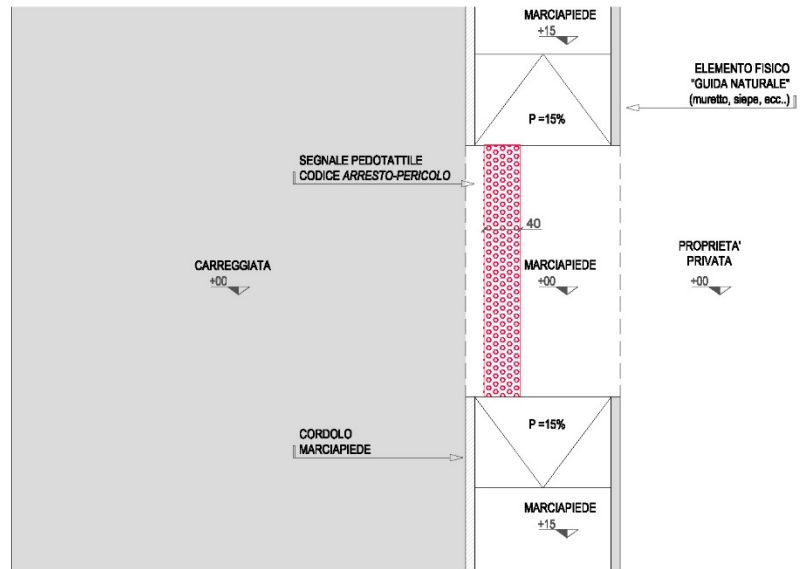 MARCIAPIEDE
+15
ELEMENTO FISICO
"GUIDA NATURALE"
(muretto, siepe, ecc..)
P =15%
SEGNALE PEDOTATTILE
CODICE ARRESTO-PERICOLO
40
CARREGGIATA
+00
MARCIAPIEDE
+00
PROPRIETA'
PRIVATA
+00
P =15%
CORDOLO
MARCIAPIEDE
MARCIAPIEDE
+15